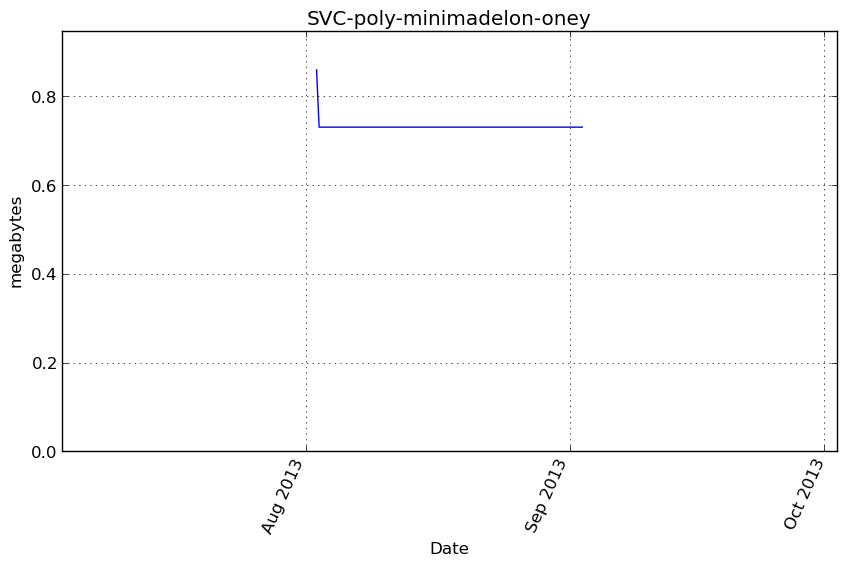 SVC-poly-minimadelon-oney
megabytes
0.8
0.6
0.4
0.2
0.0
Aug 2013
Sep 2013
Oct 2013
Date